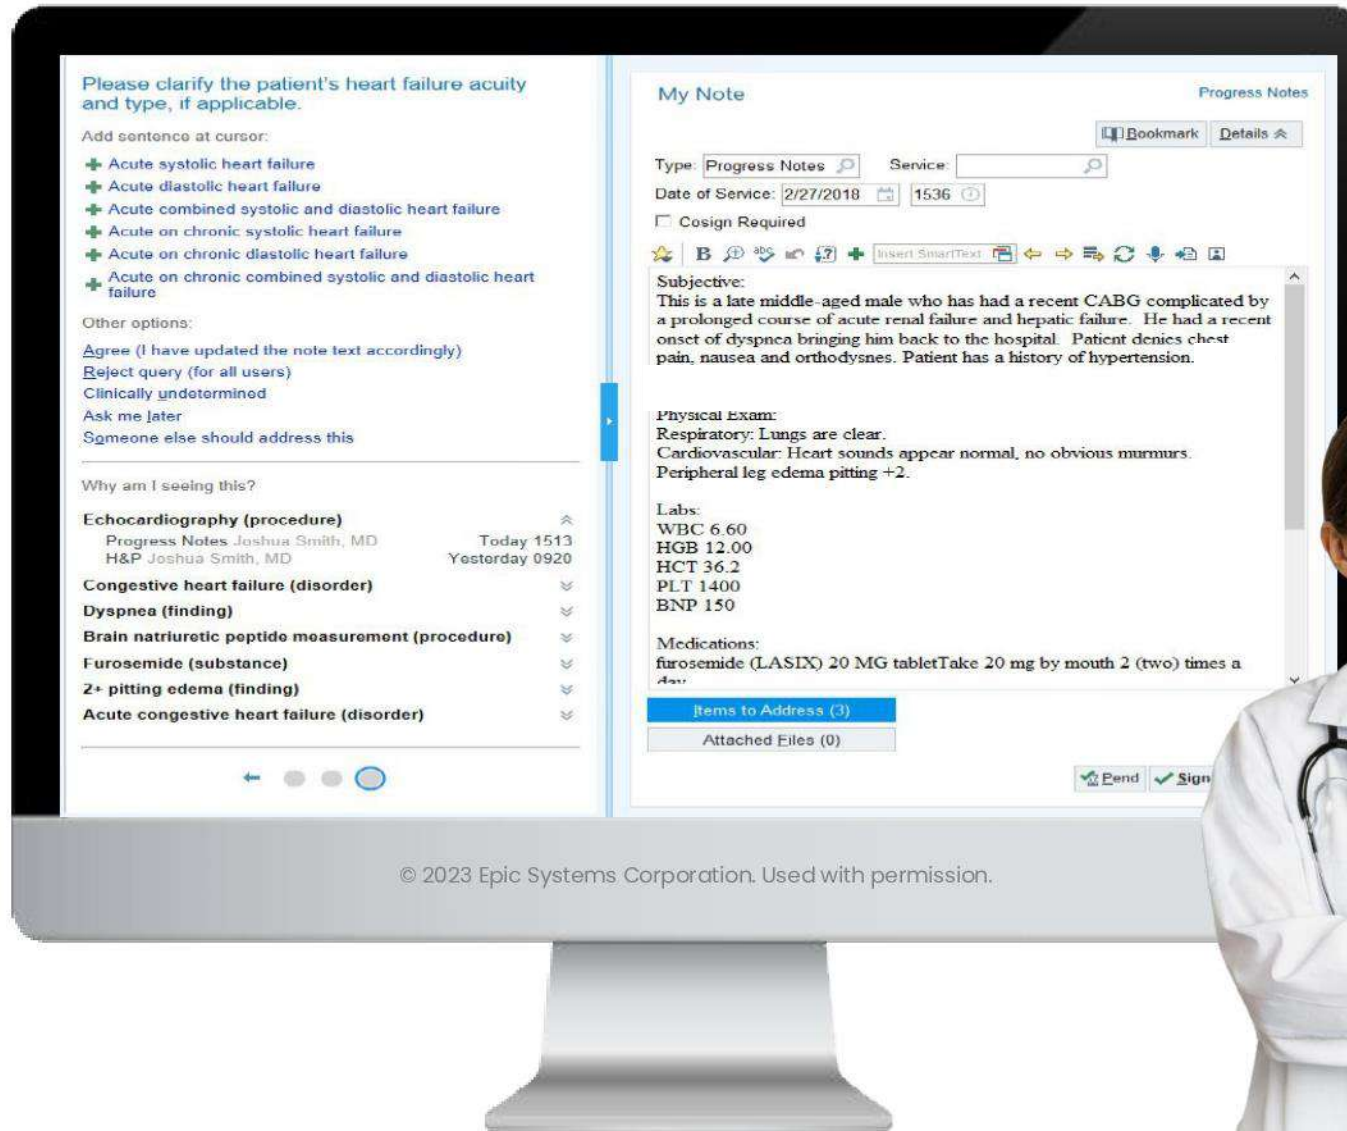 Please clarify the patient's heart failure acuity
and type, if applicable.
Add sentence at cursor:
Acute systolic heart failure
Acute diastolic heart failure
Acute combined systolic and diastolic heart failure
Acute on chronic systolic heart failure
Acute on chronic diastolic heart failure
Acute on chronic combined systolic and diastolic heart
failure
Other options:
Agree (I have updated the note text accordingly)
Reject query (for all users)
Clinically undetermined
Ask me later
Someone else should address this
Why am I seeing this?
Echocardiography (procedure)
Progress Notes Joshua Smith, MD Today 1513
H&P Joshua Smith, MD Yesterday 0920
Congestive heart failure (disorder)
Dyspnea (finding)
Brain natriuretic peptide measurement (procedure)
Furosemide (substance)
2+ pitting edema (finding)
Acute congestive heart failure (disorder)
My Note Progress Notes
Bookmark Details
Type: Progress Notes Service:
Date of Service: 2/27/2018 1536
Cosign Required
B abc Insert SmartText
Subjective:
This is a late middle-aged male who has had a recent CABG complicated by
a prolonged course of acute renal failure and hepatic failure. He had a recent
onset of dyspnea bringing him back to the hospital. Patient denies chest
pain, nausea and orthodysnes. Patient has a history of hypertension.
Physical Exam:
Respiratory: Lungs are clear.
Cardiovascular: Heart sounds appear normal, no obvious murmurs.
Peripheral leg edema pitting +2.
Labs:
WBC 6.60
HGB 12.00
HCT 36.2
PLT 1400
BNP 150
Medications:
furosemide (LASIX) 20 MG tabletTake 20 mg by mouth 2 (two) times a
day
Items to Address (3)
Attached Files (0)
Pend Sign
© 2023 Epic Systems Corporation. Used with permission.